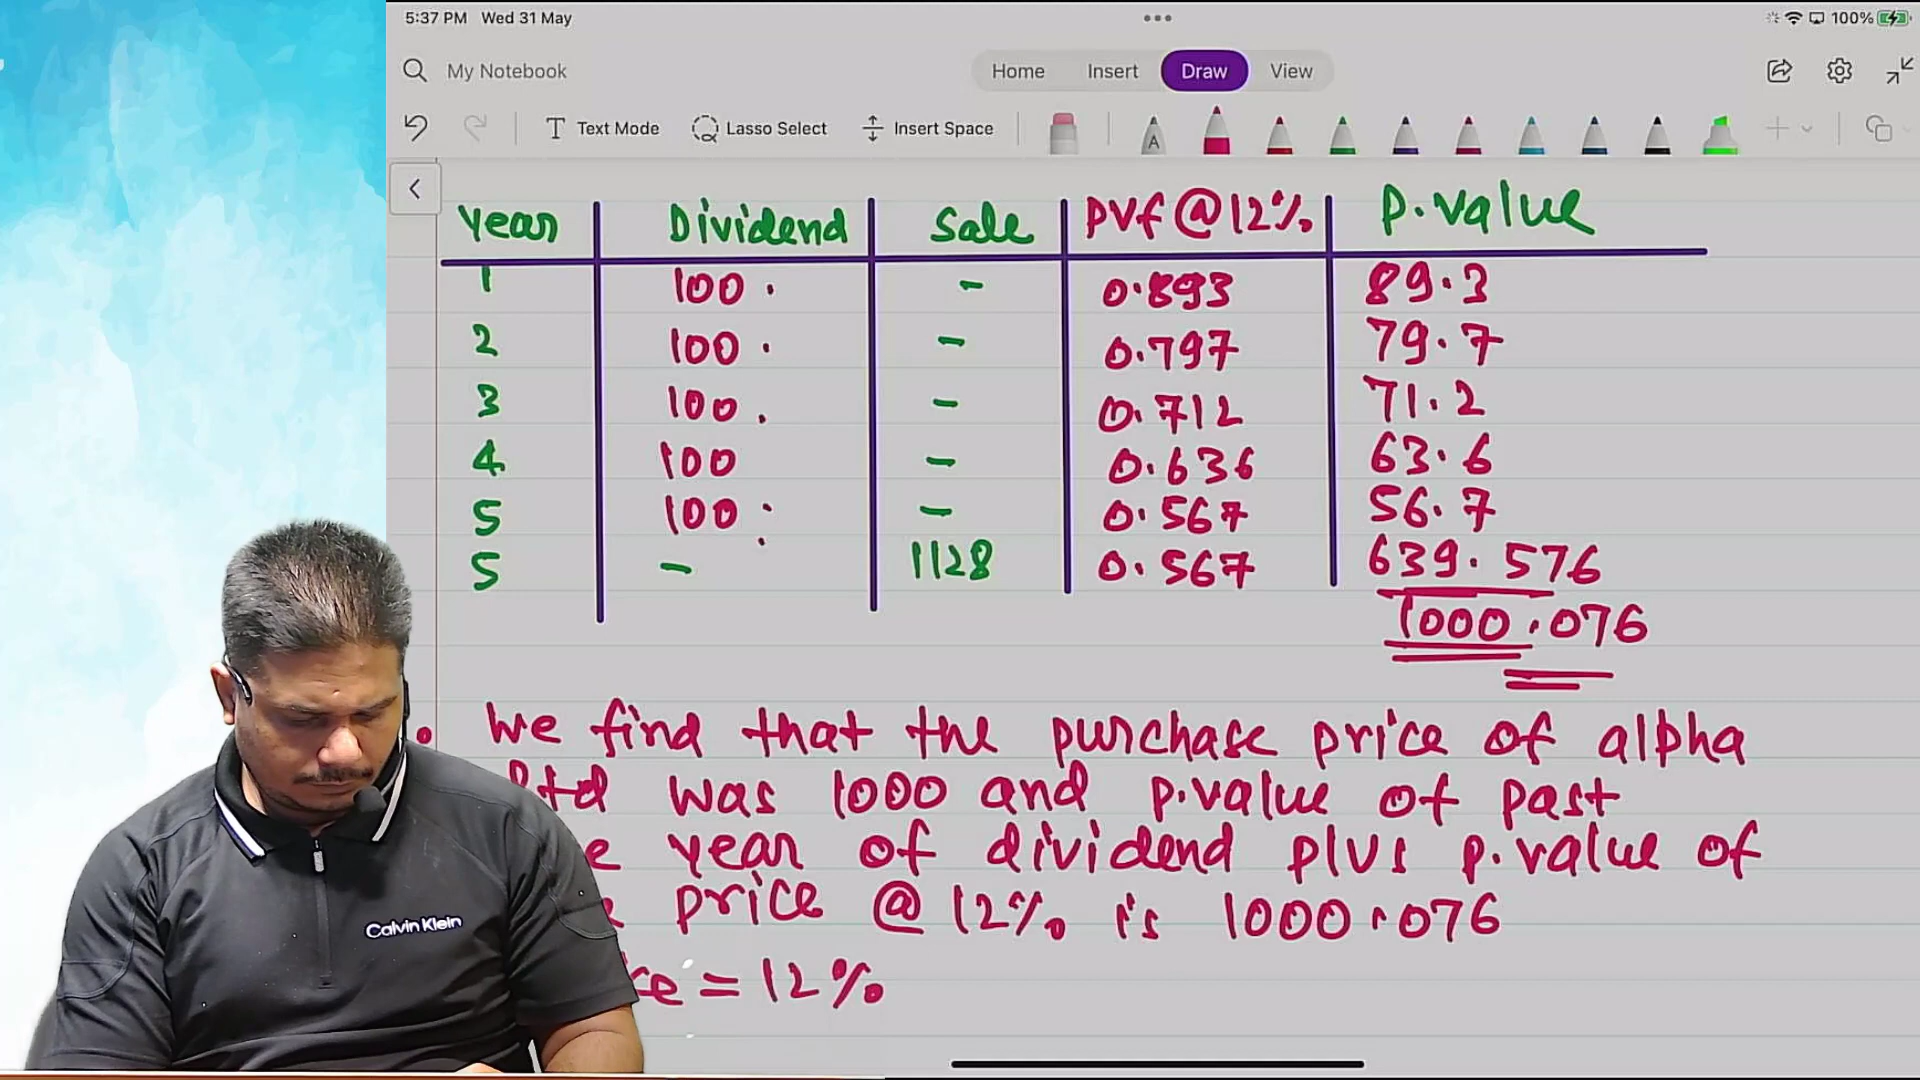 5:37 PM Wed 31 May
100%
My Notebook
Home Insert Draw View
Text Mode Lasso Select Insert Space
A
Year Dividend Sale PVf @ 12% P.value
1 100 - 0.893 89.3
2 100 - 0.797 79.7
3 100 - 0.712 71.2
4 100 - 0.636 63.6
5 100 - 0.567 56.7
5 - 1128 0.567 639.576
1000.076
We find that the purchase price of alpha
Ltd was 1000 and p.value of past
year of dividend plus p.value of
price @ 12% is 1000.076
= 12%
Calvin Klein